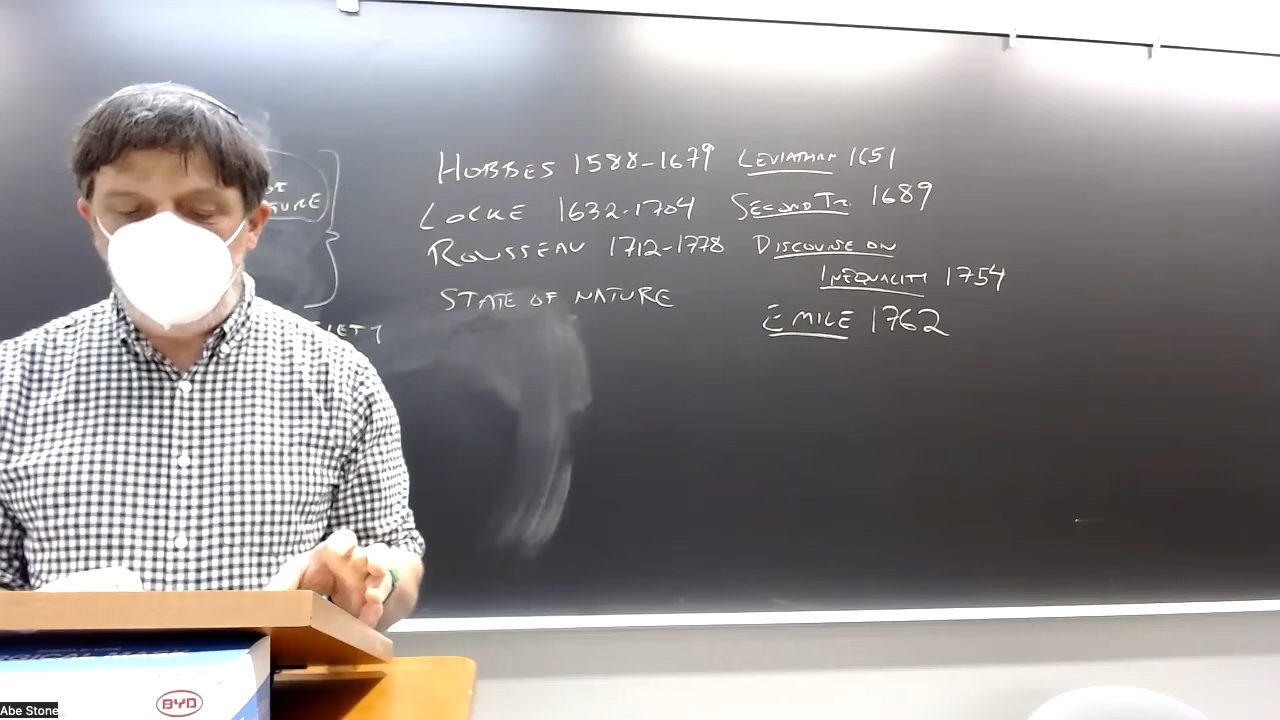 HOBBES 1588-1679 LEVIATHAN 1651
LOCKE 1632-1704 SECOND TR. 1689
ROUSSEAU 1712-1778 DISCOURSE ON
INEQUALITY 1754
STATE OF NATURE
EMILE 1762
BYD
Abe Stone